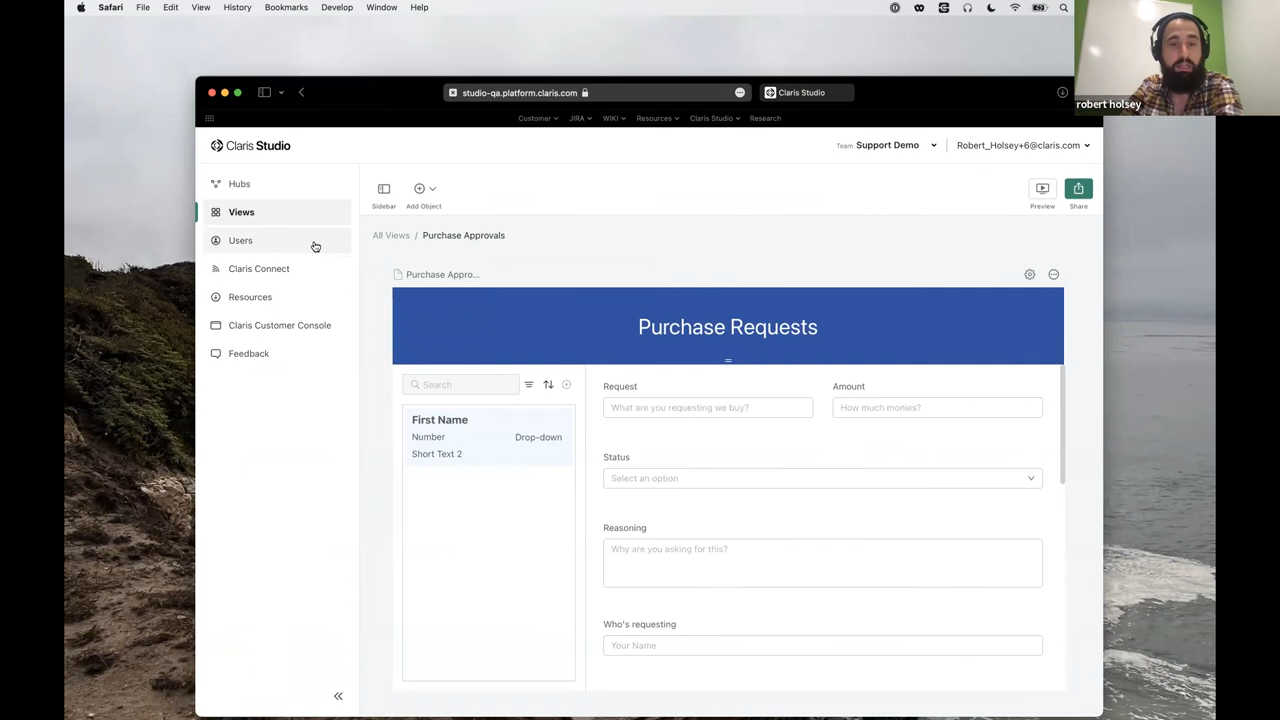 Safari File Edit View History Bookmarks Develop Window Help
robert holsey
studio-qa.platform.claris.com
Claris Studio
Customer JIRA WIKI Resources Claris Studio Research
Claris Studio
Team Support Demo
Robert_Holsey+6@claris.com
Hubs
Views
Users
Claris Connect
Resources
Claris Customer Console
Feedback
Sidebar
Add Object
Preview
Share
All Views / Purchase Approvals
Purchase Appro...
Purchase Requests
Search
First Name
Number Drop-down
Short Text 2
Request
What are you requesting we buy?
Amount
How much monies?
Status
Select an option
Reasoning
Why are you asking for this?
Who's requesting
Your Name